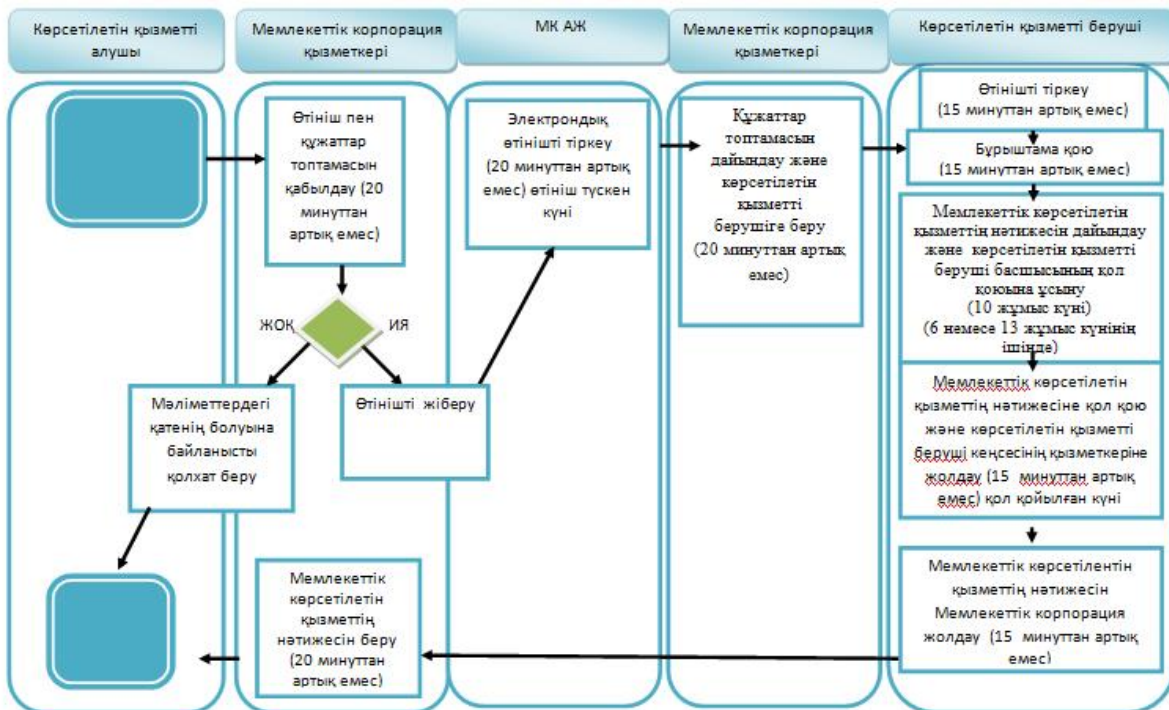 Көрсетілетін қызметті
алушы
Мемлекеттік корпорация
қызметкері
МК АЖ
Мемлекеттік корпорация
қызметкері
Көрсетілетін қызметті беруші
Өтініш пен
құжаттар
топтамасын
қабылдау (20
минуттан
артық емес)
ЖОҚ
ИЯ
Мәліметтердегі
қатенің болуына
байланысты
қолхат беру
Өтінішті жіберу
Электрондық
өтінішті тіркеу
(20 минуттан артық
емес) өтініш түскен
күні
Құжаттар
топтамасын
дайындау және
көрсетілетін
қызметті
берушіге беру
(20 минуттан артық
емес)
Өтінішті тіркеу
(15 минуттан артық емес)
Бұрыштама қою
(15 минуттан артық емес)
Мемлекеттік көрсетілетін
қызметтің нәтижесін дайындау
және көрсетілетін қызметті
беруші басшысының қол
қоюына ұсыну
(10 жұмыс күні)
(6 немесе 13 жұмыс күнінің
ішінде)
Мемлекеттік көрсетілетін
қызметтің нәтижесіне қол қою
және көрсетілетін қызметті
беруші кеңсесінің қызметкеріне
жолдау (15 минуттан артық
емес) қол қойылған күні
Мемлекеттік көрсетілентін
қызметтің нәтижесін
Мемлекеттік корпорация
жолдау (15 минуттан артық
емес)
Мемлекеттік
көрсетілетін
қызметтің
нәтижесін беру
(20 минуттан
артық емес)